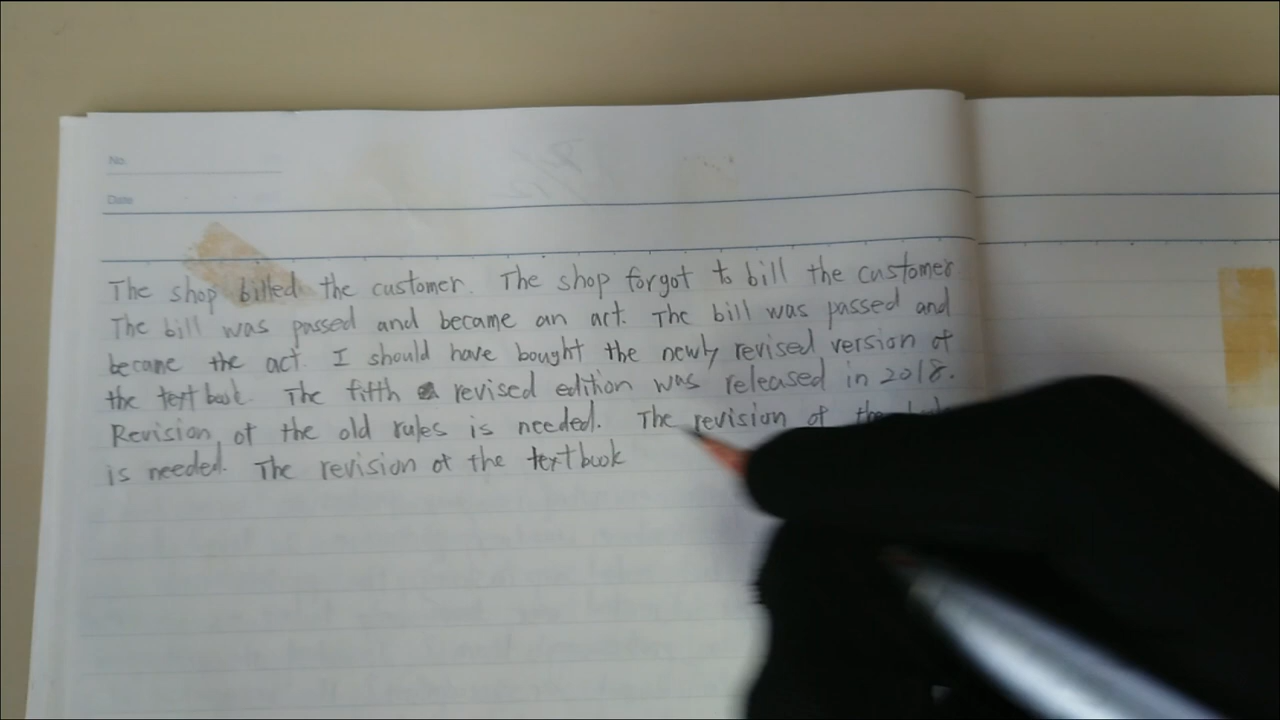 No.
Date
The shop billed the customer. The shop forgot to bill the customer
The bill was passed and became an act. The bill was passed and
became the act. I should have bought the newly revised version of
the textbook. The fifth revised edition was released in 2018.
Revision of the old rules is needed. The revision of the
is needed. The revision of the textbook